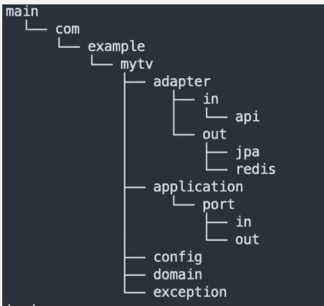 main
└── com
└── example
└── mytv
├── adapter
├── in
└── api
└── out
├── jpa
└── redis
├── application
└── port
├── in
└── out
├── config
├── domain
└── exception